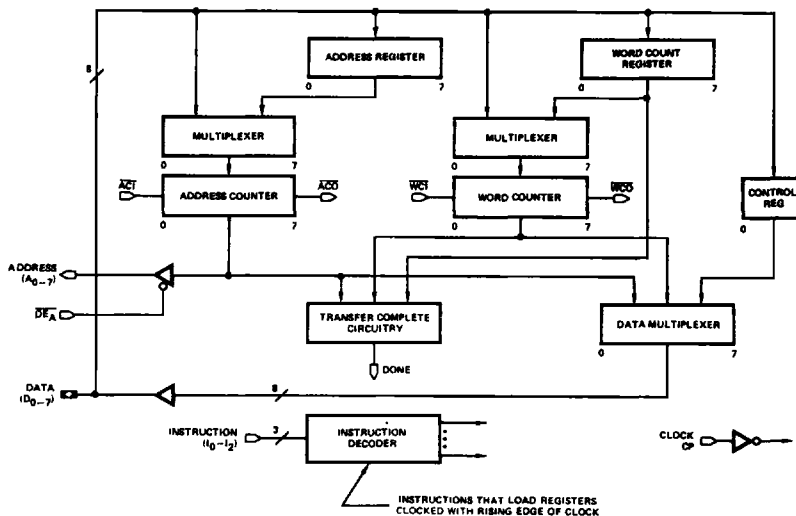 8
ADDRESS REGISTER
0 7
WORD COUNT
REGISTER
0 7
MULTIPLEXER
0 7
MULTIPLEXER
0 7
ACI
ADDRESS COUNTER
ACO
0 7
WCI
WORD COUNTER
WCO
0 7
CONTROL
REG
0
ADDRESS
(A0–7)
OEA
TRANSFER COMPLETE
CIRCUITRY
DATA MULTIPLEXER
0 7
DONE
DATA
(D0–7)
8
INSTRUCTION
(I0–I2)
3
INSTRUCTION
DECODER
CLOCK
CP
INSTRUCTIONS THAT LOAD REGISTERS
CLOCKED WITH RISING EDGE OF CLOCK